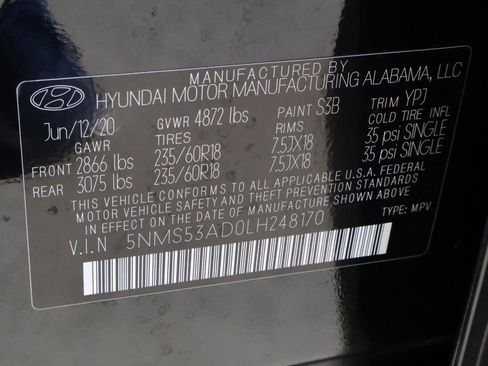 MANUFACTURED BY
HYUNDAI MOTOR MANUFACTURING ALABAMA, LLC
Jun/12/20 GVWR 4872 lbs PAINT S3B TRIM YPJ
GAWR TIRES RIMS COLD TIRE INFL
FRONT 2866 lbs 235/60R18 7.5JX18 35 psi SINGLE
REAR 3075 lbs 235/60R18 7.5JX18 35 psi SINGLE
THIS VEHICLE CONFORMS TO ALL APPLICABLE U.S.A. FEDERAL
MOTOR VEHICLE SAFETY AND THEFT PREVENTION STANDARDS
IN EFFECT ON THE DATE OF MANUFACTURE SHOWN ABOVE.
V.I.N 5NMS53AD0LH248170 TYPE: MPV